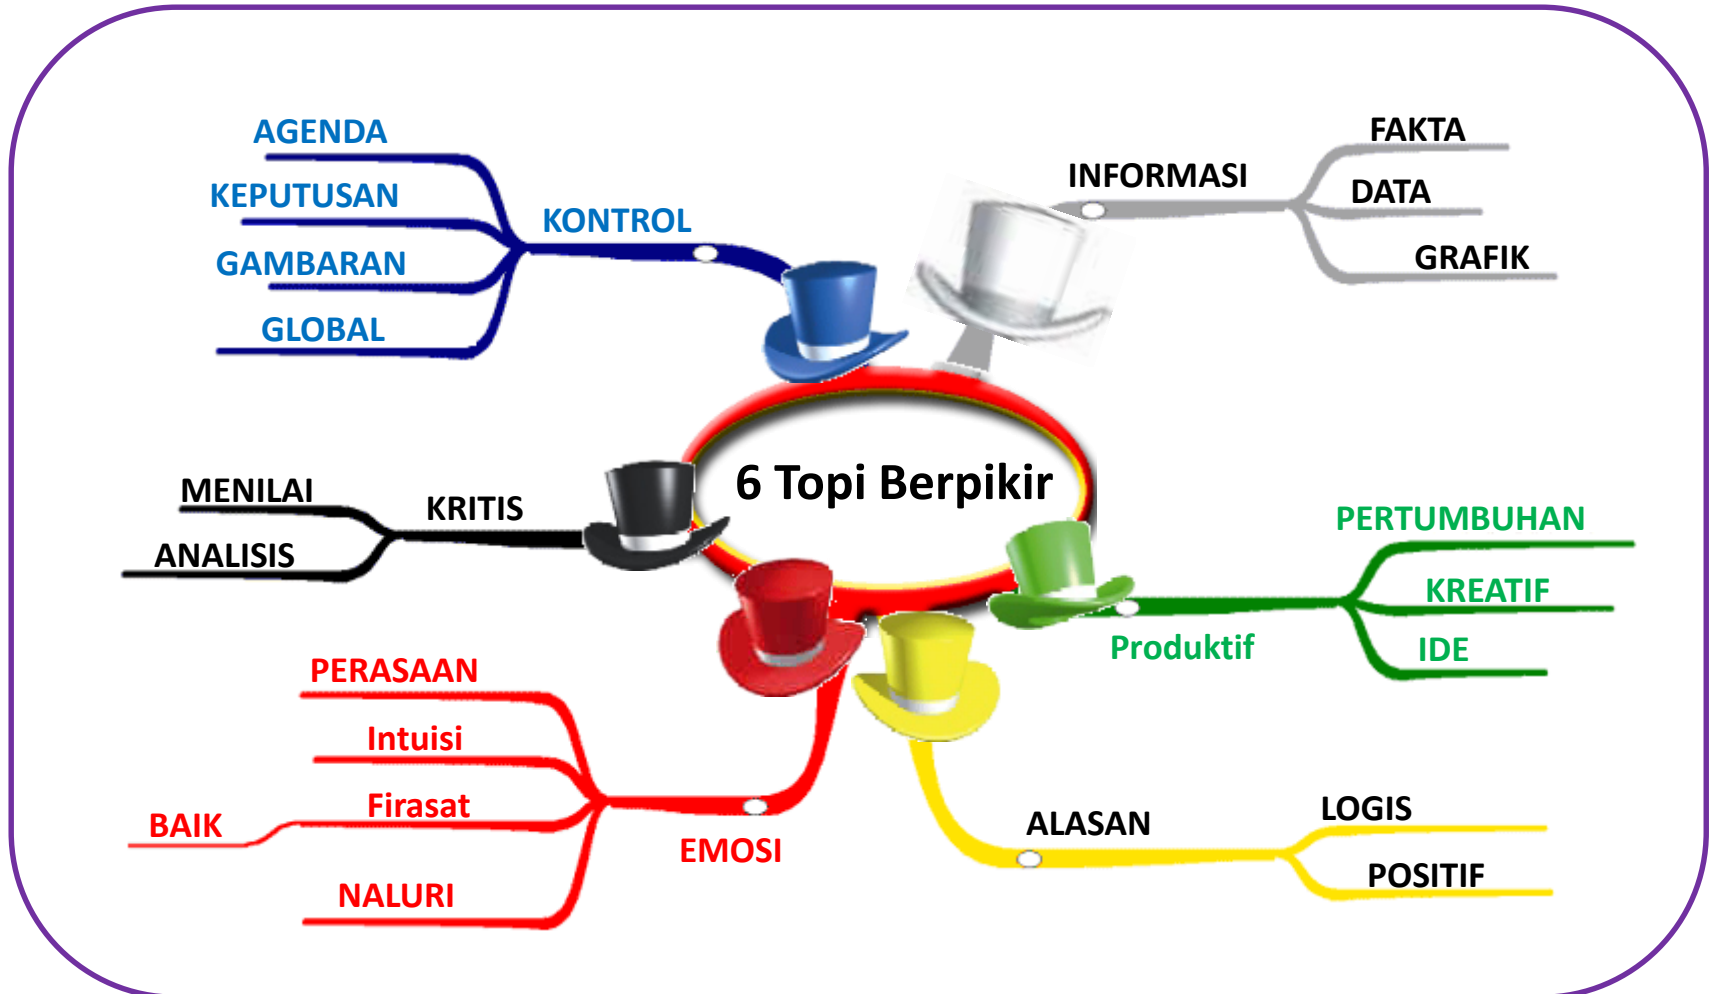 6 Topi Berpikir
INFORMASI
FAKTA
DATA
GRAFIK
Produktif
PERTUMBUHAN
KREATIF
IDE
ALASAN
LOGIS
POSITIF
EMOSI
PERASAAN
Intuisi
Firasat
BAIK
NALURI
KRITIS
MENILAI
ANALISIS
KONTROL
AGENDA
KEPUTUSAN
GAMBARAN
GLOBAL